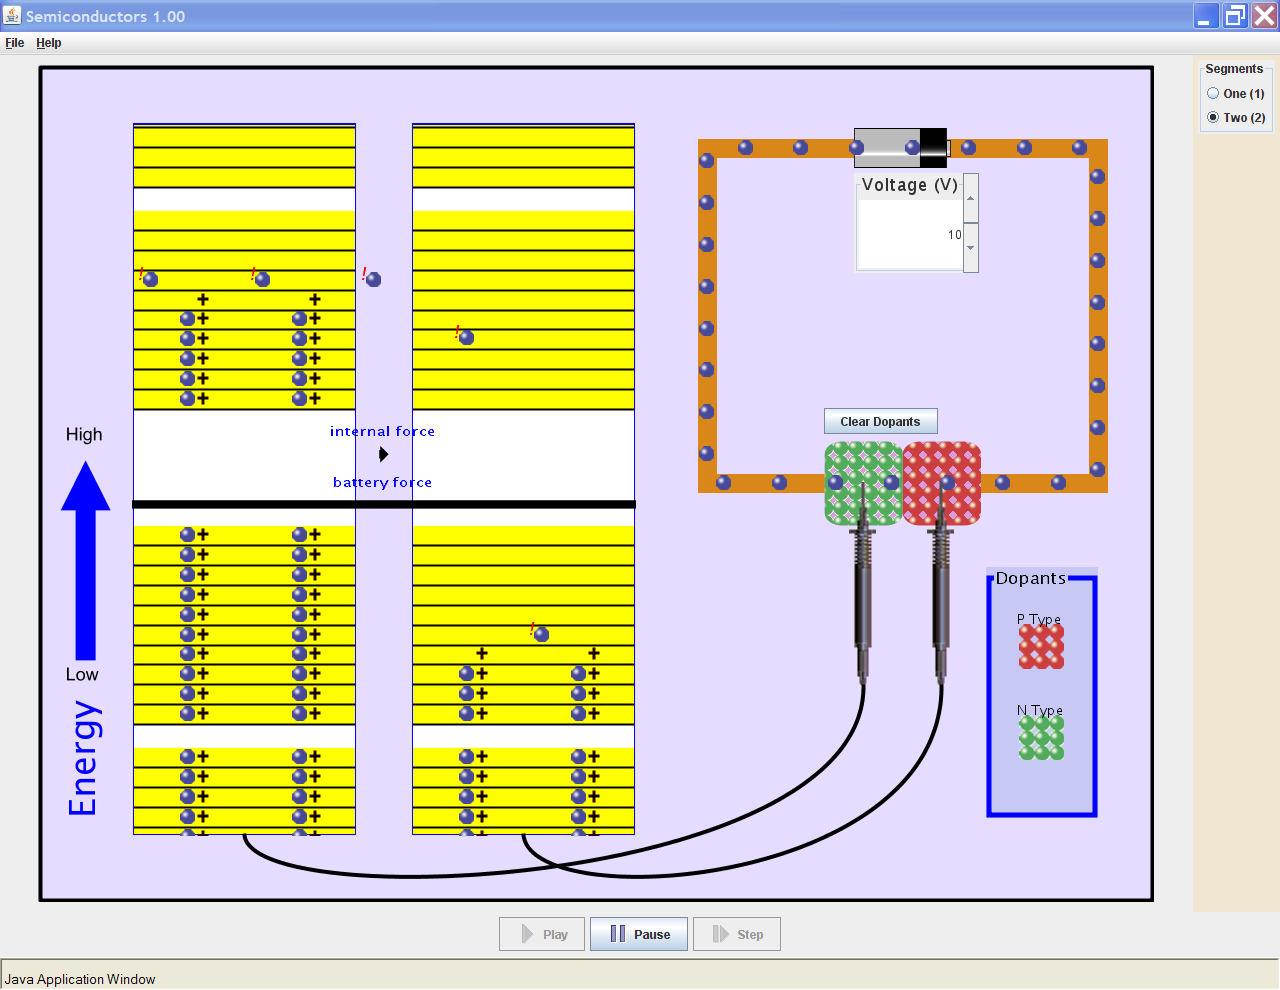 Semiconductors 1.00
File Help
Segments
One (1)
Two (2)
Voltage (V)
10
internal force
battery force
High
Low
Energy
Clear Dopants
Dopants
P Type
N Type
Play Pause Step
Java Application Window